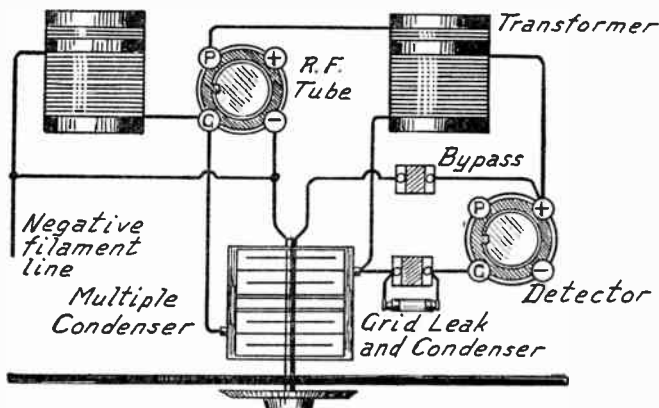 Transformer
P
+
R.F.
Tube
G
−
Bypass
P
+
Negative
filament
line
G
−
Detector
Multiple
Condenser
Grid Leak
and Condenser